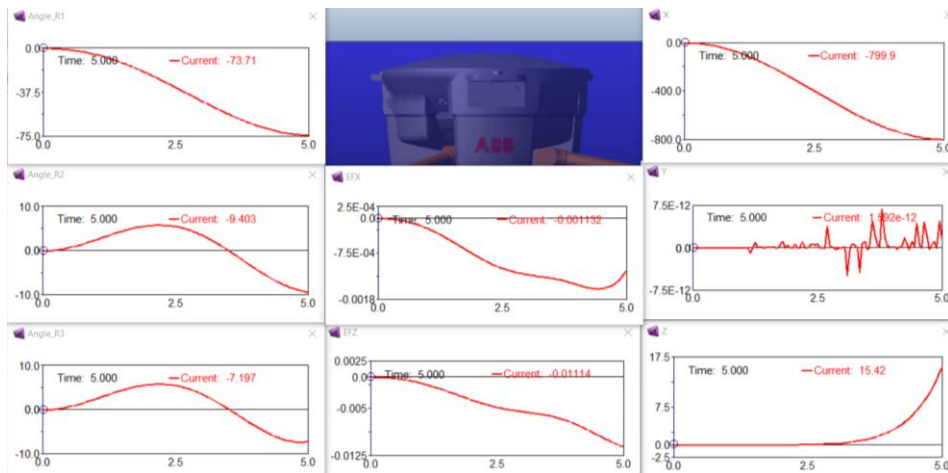 Angle_R1
Time: 5.000 Current: -73.71
0.0
-37.5
-75.0
0.0 2.5 5.0
ABB
X
Time: 5.000 Current: -799.9
0.0
-400.0
-800.0
0.0 2.5 5.0
Angle_R2
Time: 5.000 Current: -9.403
10.0
0.0
-10.0
0.0 2.5 5.0
EFX
Time: 5.000 Current: -0.001132
2.5E-04
0.0
-7.5E-04
-0.0018
0.0 2.5 5.0
Y
Time: 5.000 Current: 1.592e-12
7.5E-12
0.0
-7.5E-12
0.0 2.5 5.0
Angle_R3
Time: 5.000 Current: -7.197
10.0
0.0
-10.0
0.0 2.5 5.0
EFZ
Time: 5.000 Current: -0.01114
0.0025
0.0
-0.005
-0.0125
0.0 2.5 5.0
Z
Time: 5.000 Current: 15.42
17.5
7.5
0.0
-2.5
0.0 2.5 5.0